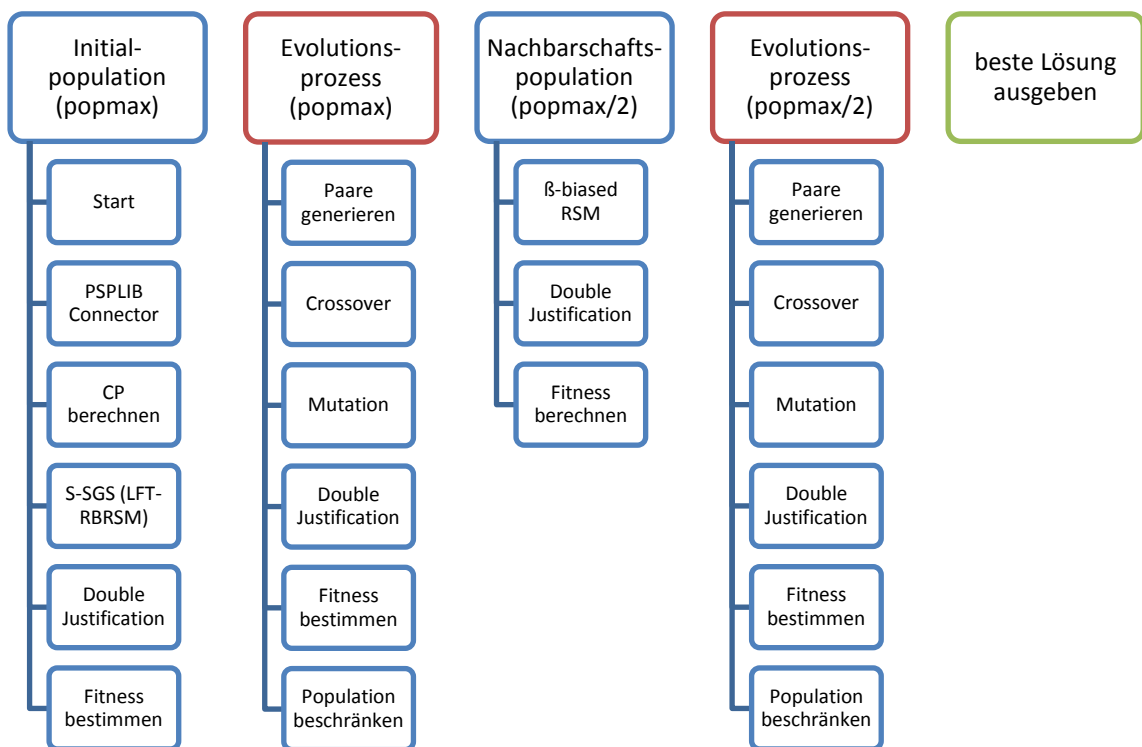 Initial-
population
(popmax)
Start
PSPLIB
Connector
CP
berechnen
S-SGS (LFT-
RBRSM)
Double
Justification
Fitness
bestimmen
Evolutions-
prozess
(popmax)
Paare
generieren
Crossover
Mutation
Double
Justification
Fitness
bestimmen
Population
beschränken
Nachbarschafts-
population
(popmax/2)
ß-biased
RSM
Double
Justification
Fitness
berechnen
Evolutions-
prozess
(popmax/2)
Paare
generieren
Crossover
Mutation
Double
Justification
Fitness
bestimmen
Population
beschränken
beste Lösung
ausgeben